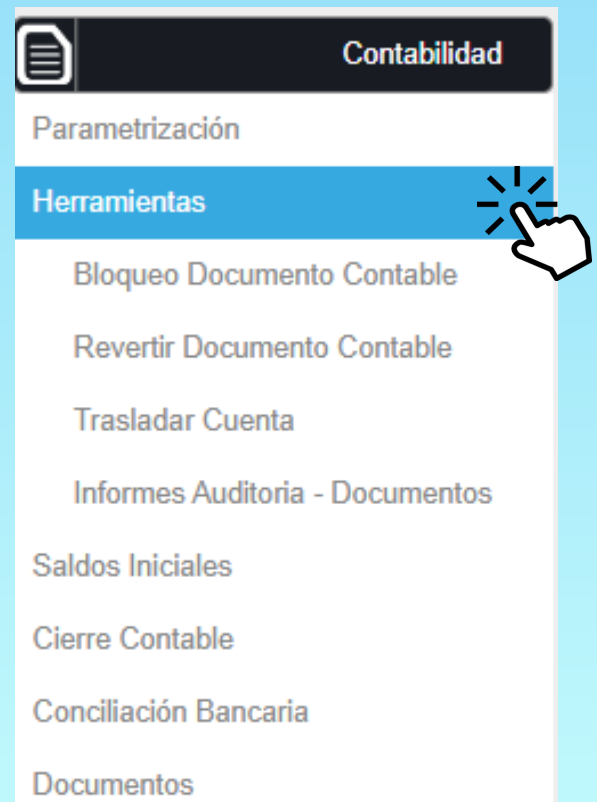 Contabilidad
Parametrización
Herramientas
Bloqueo Documento Contable
Revertir Documento Contable
Trasladar Cuenta
Informes Auditoria - Documentos
Saldos Iniciales
Cierre Contable
Conciliación Bancaria
Documentos